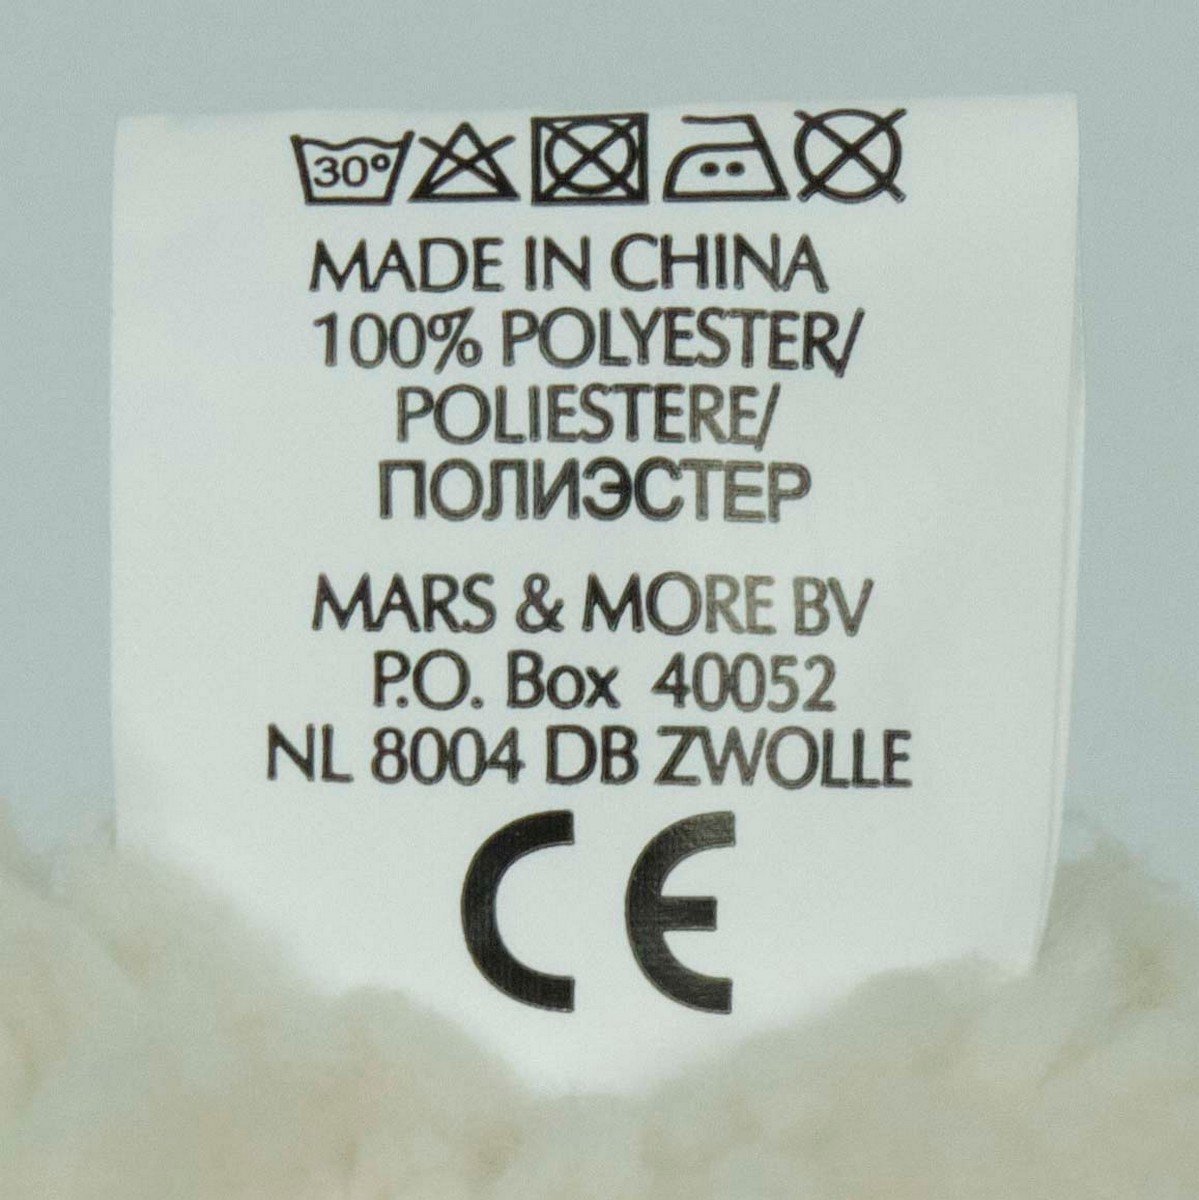 30°
MADE IN CHINA
100% POLYESTER/
POLIESTERE/
ПОЛИЭСТЕР
MARS & MORE BV
P.O. Box 40052
NL 8004 DB ZWOLLE
CE